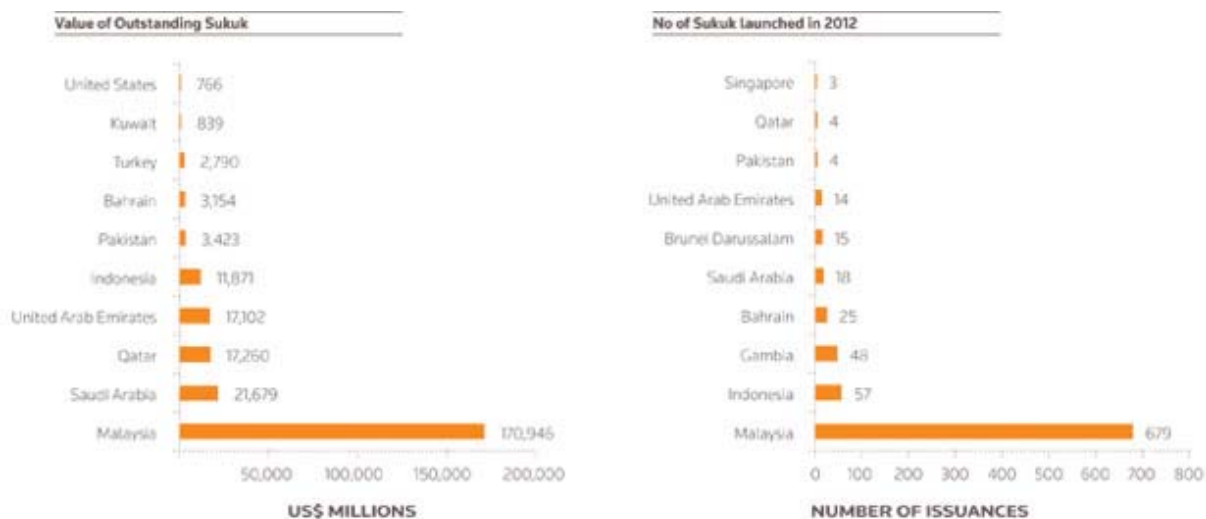 Value of Outstanding Sukuk
United States 766
Kuwait 839
Turkey 2,790
Bahrain 3,154
Pakistan 3,423
Indonesia 11,871
United Arab Emirates 17,102
Qatar 17,260
Saudi Arabia 21,679
Malaysia 170,946
50,000 100,000 150,000 200,000
US$ MILLIONS
No of Sukuk launched in 2012
Singapore 3
Qatar 4
Pakistan 4
United Arab Emirates 14
Brunei Darussalam 15
Saudi Arabia 18
Bahrain 25
Gambia 48
Indonesia 57
Malaysia 679
0 100 200 300 400 500 600 700 800
NUMBER OF ISSUANCES